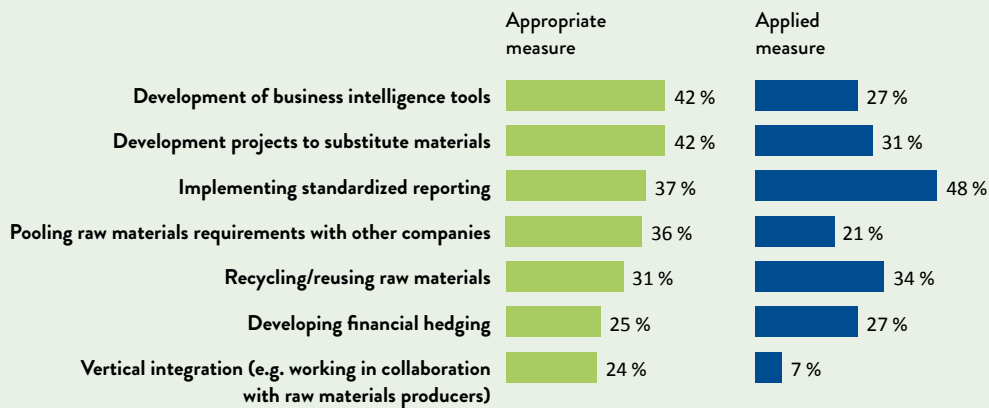 Appropriate measure
Applied measure
Development of business intelligence tools 42 % 27 %
Development projects to substitute materials 42 % 31 %
Implementing standardized reporting 37 % 48 %
Pooling raw materials requirements with other companies 36 % 21 %
Recycling/reusing raw materials 31 % 34 %
Developing financial hedging 25 % 27 %
Vertical integration (e.g. working in collaboration 24 % 7 %
with raw materials producers)